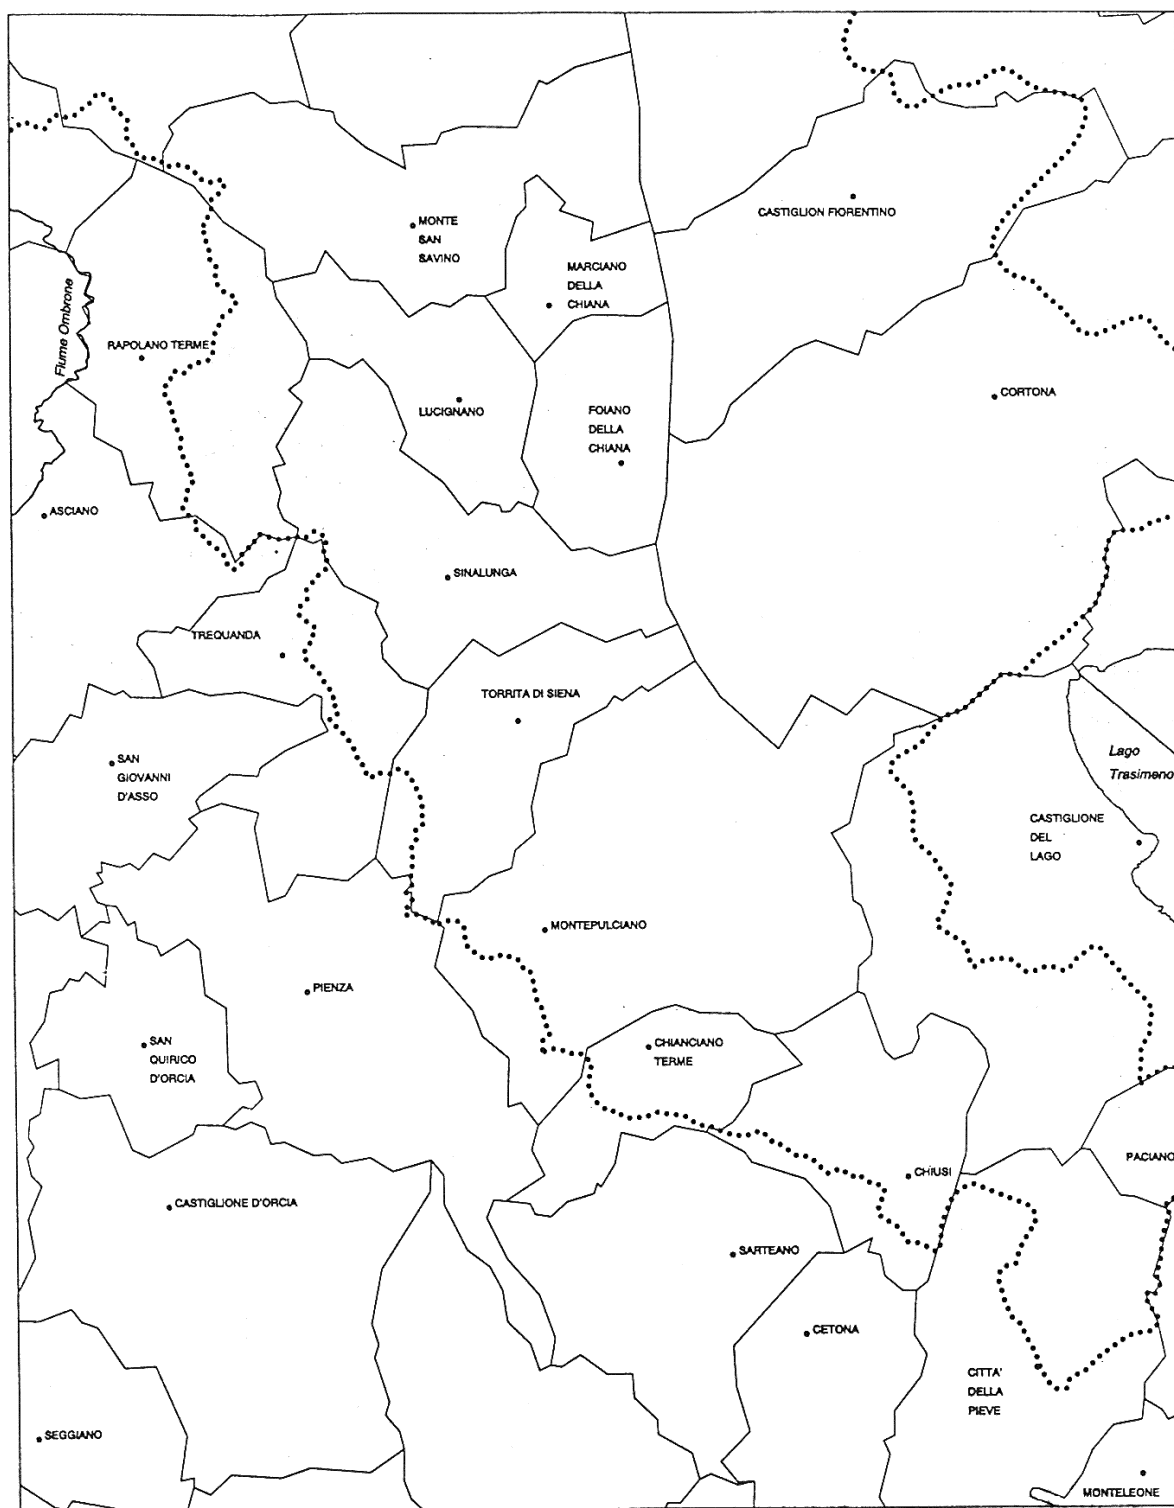 CASTIGLION FIORENTINO
MONTE
SAN
SAVINO
MARCIANO
DELLA
CHIANA
Fiume Ombrone
RAPOLANO TERME
CORTONA
LUCIGNANO
FOIANO
DELLA
CHIANA
ASCIANO
SINALUNGA
TREQUANDA
TORRITA DI SIENA
Lago
Trasimeno
SAN
GIOVANNI
D'ASSO
CASTIGLIONE
DEL
LAGO
MONTEPULCIANO
PIENZA
SAN
QUIRICO
D'ORCIA
CHIANCIANO
TERME
PACIANO
CHIUSI
CASTIGLIONE D'ORCIA
SARTEANO
CETONA
CITTA'
DELLA
PIEVE
SEGGIANO
MONTELEONE